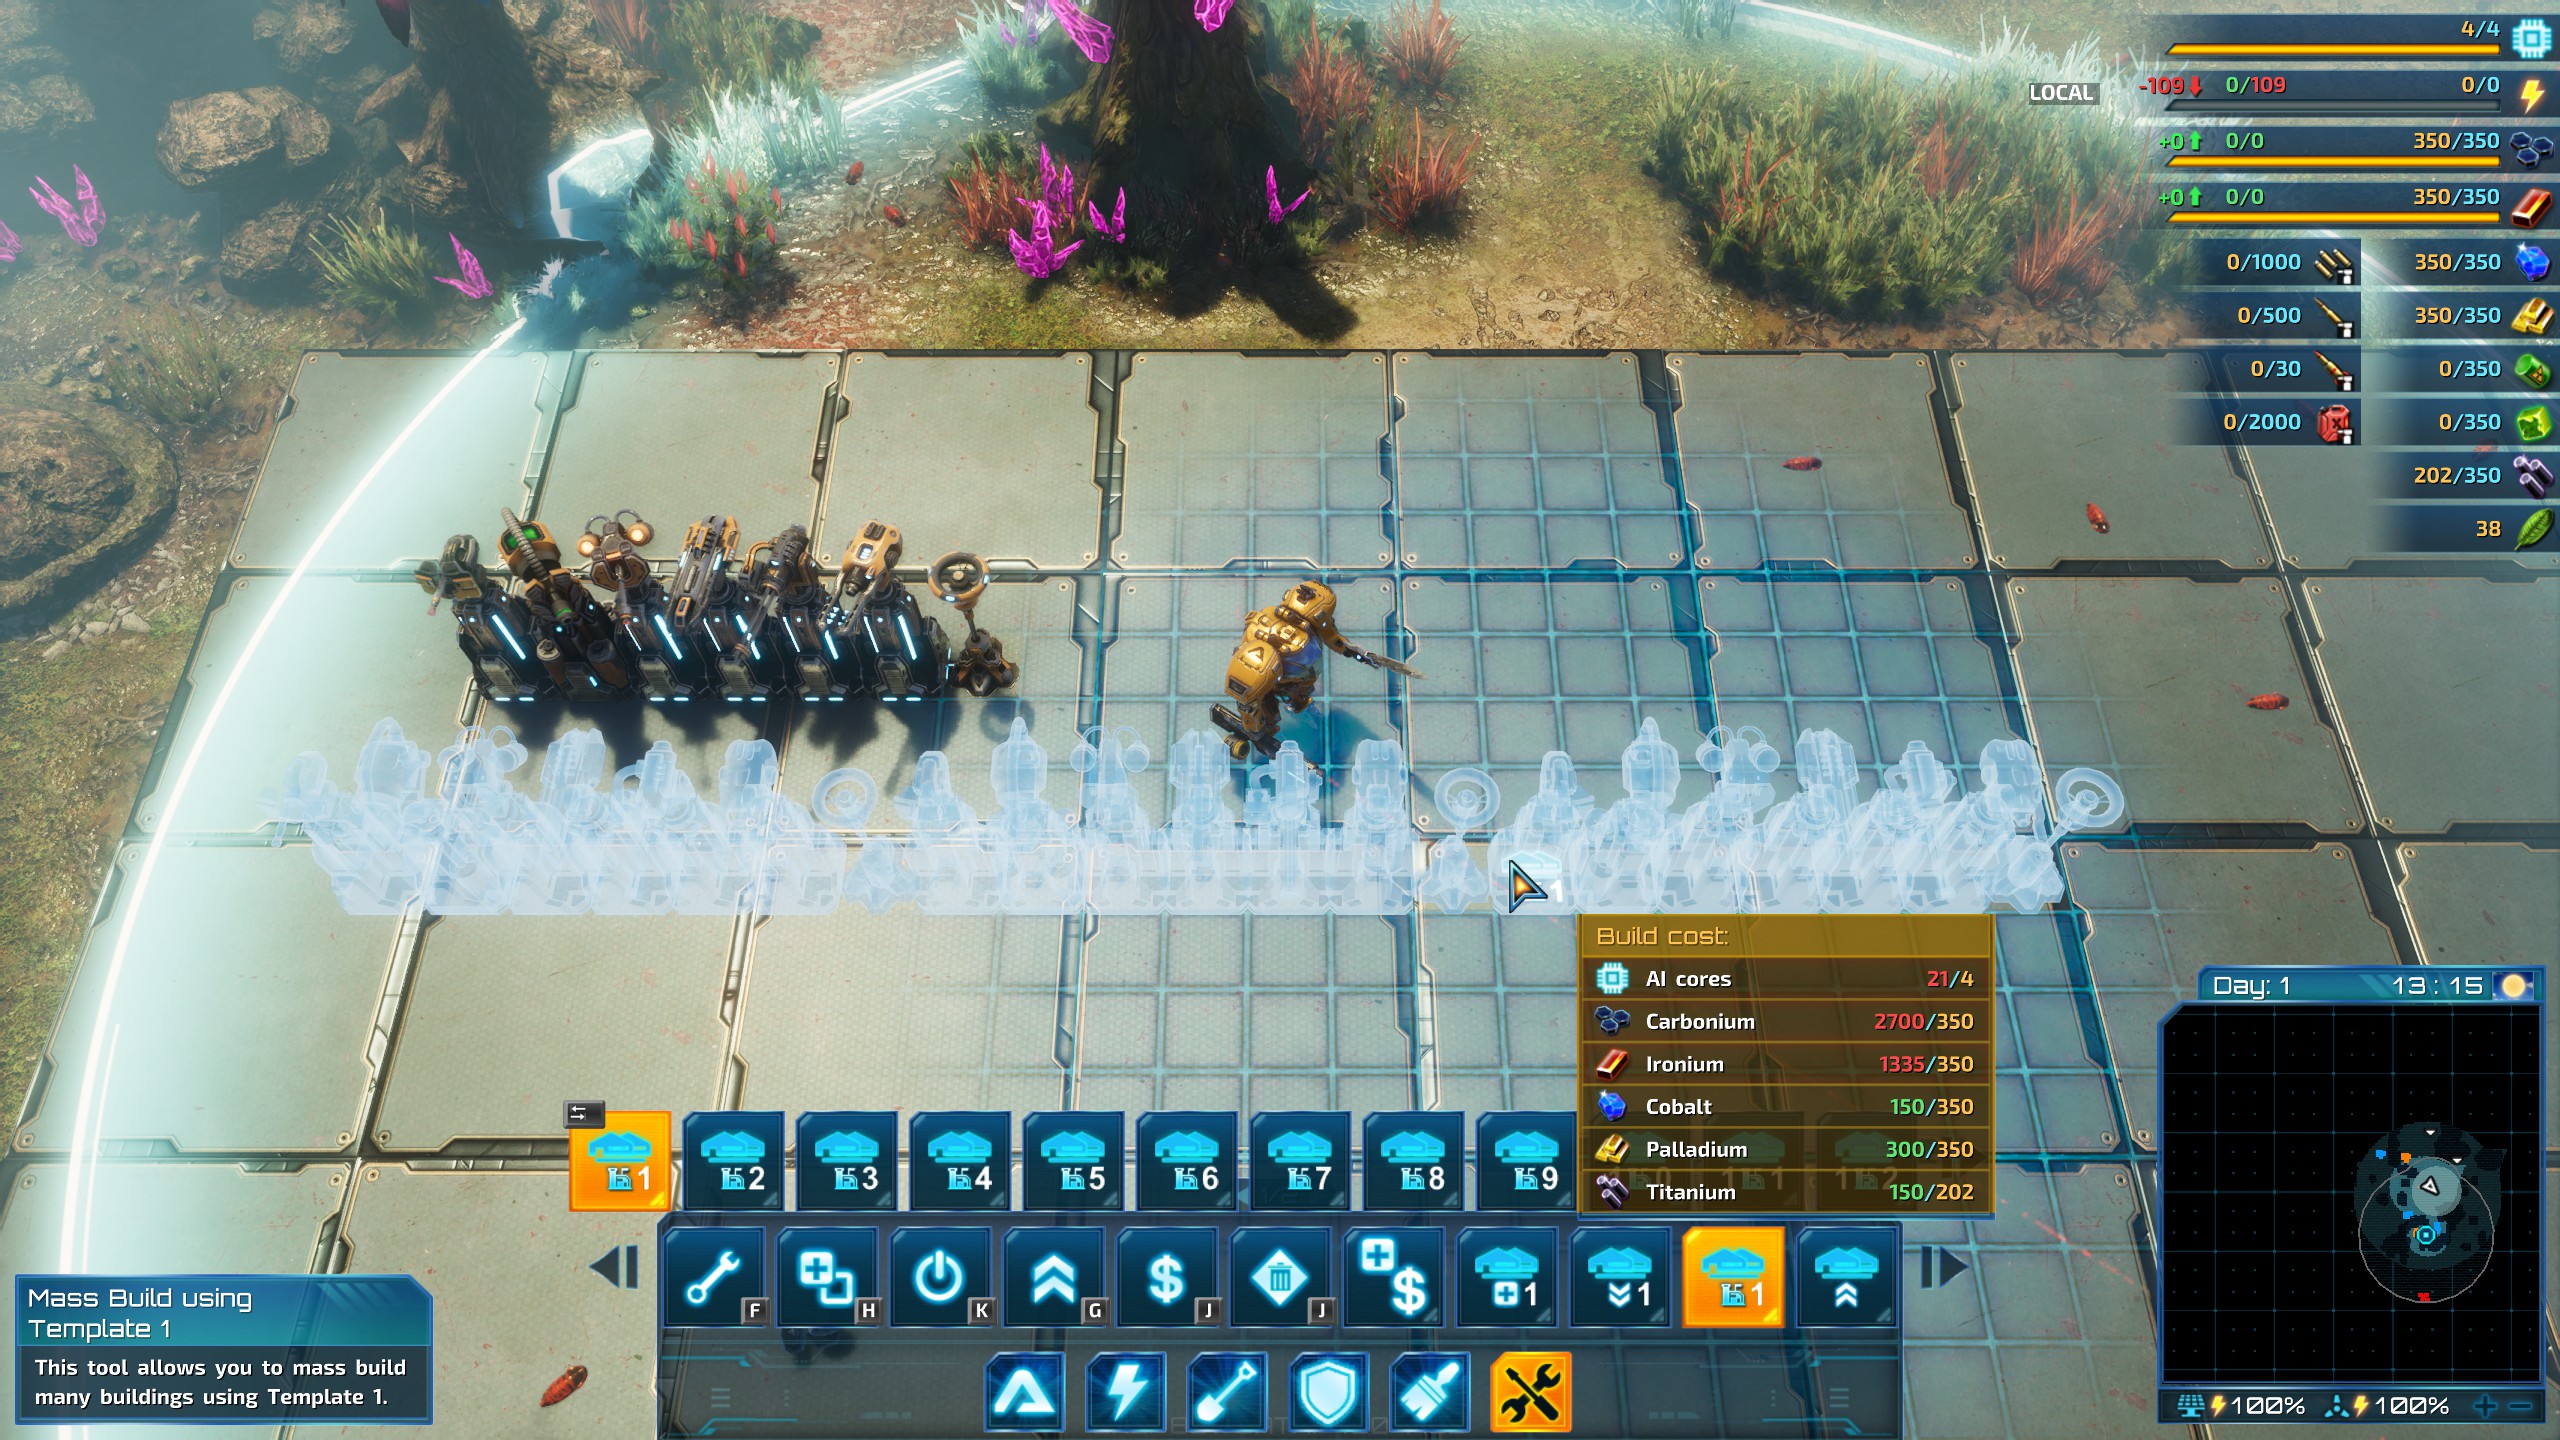 4/4
LOCAL
-109 0/109 0/0
+0 0/0 350/350
+0 0/0 350/350
0/1000 350/350
0/500 350/350
0/30 0/350
0/2000 0/350
202/350
38
1
Build cost:
AI cores 21/4
Carbonium 2700/350
Ironium 1335/350
Cobalt 150/350
Palladium 300/350
Titanium 150/202
Day: 1 13:15
1 2 3 4 5 6 7 8 9
F H K G J J 1 1 1
Mass Build using
Template 1
This tool allows you to mass build
many buildings using Template 1.
100% 100%